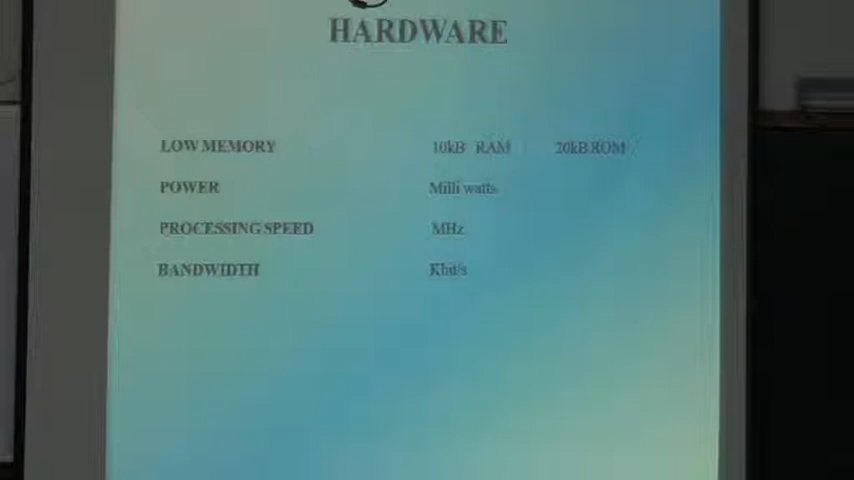 HARDWARE
LOW MEMORY 10kB RAM 20kB ROM
POWER Milli watts
PROCESSING SPEED MHz
BANDWIDTH Kbit/s